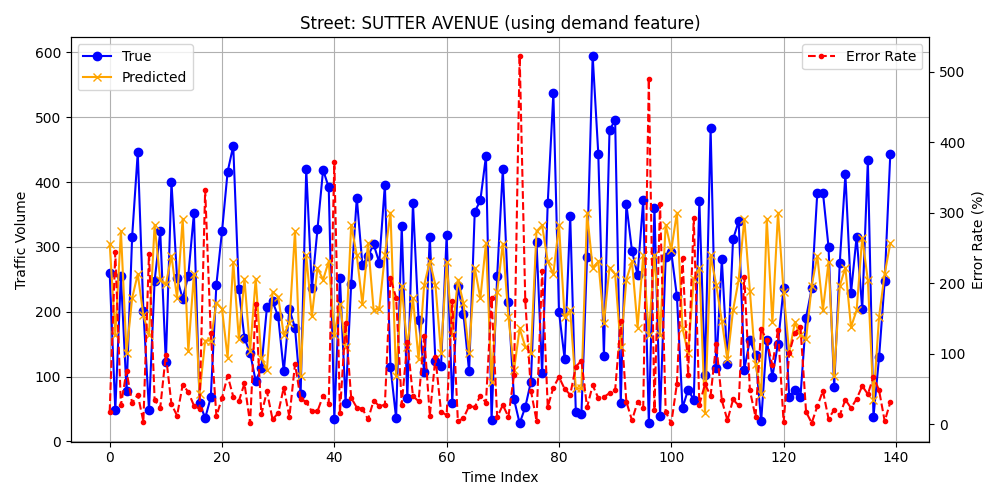 Street: SUTTER AVENUE (using demand feature)
True
Predicted
Error Rate
Traffic Volume
600
500
400
300
200
100
0
500
400
300
200
100
0
Error Rate (%)
0 20 40 60 80 100 120 140
Time Index